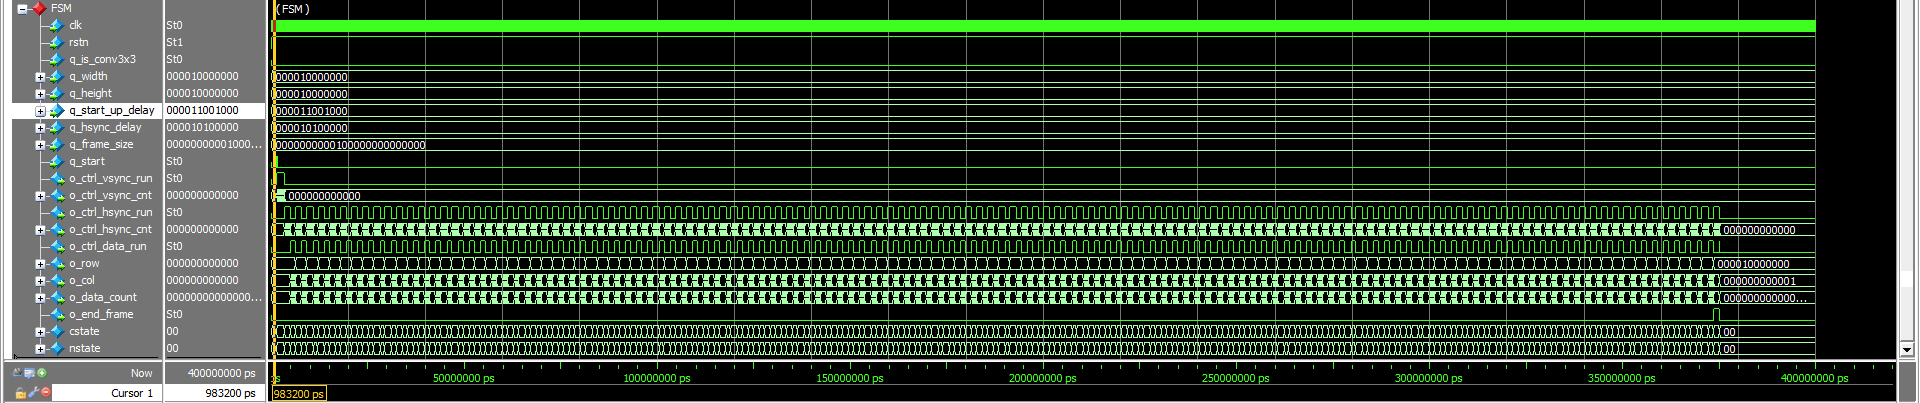 FSM (FSM)
clk St0
rstn St1
q_is_conv3x3 St0
q_width 000010000000 000010000000
q_height 000010000000 000010000000
q_start_up_delay 000011001000 000011001000
q_hsync_delay 000010100000 000010100000
q_frame_size 00000000001000... 0000000000100000000000000
q_start St0
o_ctrl_vsync_run St0
o_ctrl_vsync_cnt 000000000000 000000000000
o_ctrl_hsync_run St0
o_ctrl_hsync_cnt 000000000000 000000000000
o_ctrl_data_run St0
o_row 000000000000 000010000000
o_col 000000000000 000000000001
o_data_count 00000000000000... 000000000000...
o_end_frame St0
cstate 00 00
nstate 00 00
Now 400000000 ps 50000000 ps 100000000 ps 150000000 ps 200000000 ps 250000000 ps 300000000 ps 350000000 ps 400000000 ps
Cursor 1 983200 ps 983200 ps